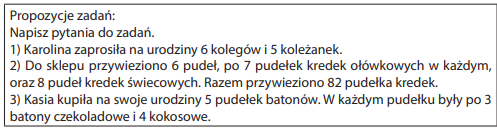 Propozycje zadań:
Napisz pytania do zadań.
1) Karolina zaprosiła na urodziny 6 kolegów i 5 koleżanek.
2) Do sklepu przywieziono 6 pudeł, po 7 pudełek kredek ołówkowych w każdym,
oraz 8 pudeł kredek świecowych. Razem przywieziono 82 pudełka kredek.
3) Kasia kupiła na swoje urodziny 5 pudełek batonów. W każdym pudełku były po 3
batony czekoladowe i 4 kokosowe.